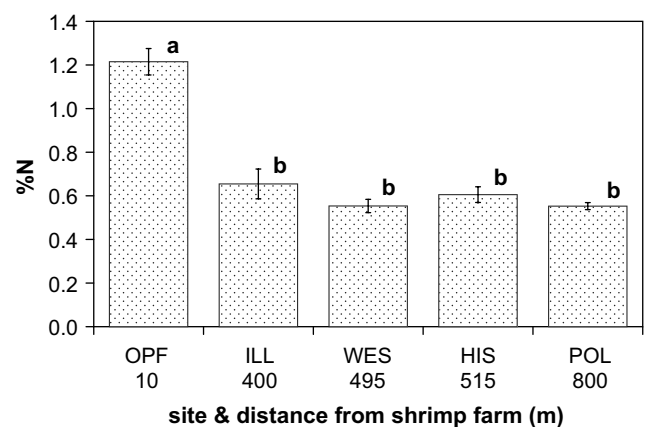 1.4
1.2
1.0
0.8
0.6
0.4
0.2
0.0
%N
a
b
b
b
b
OPF ILL WES HIS POL
10 400 495 515 800
site & distance from shrimp farm (m)